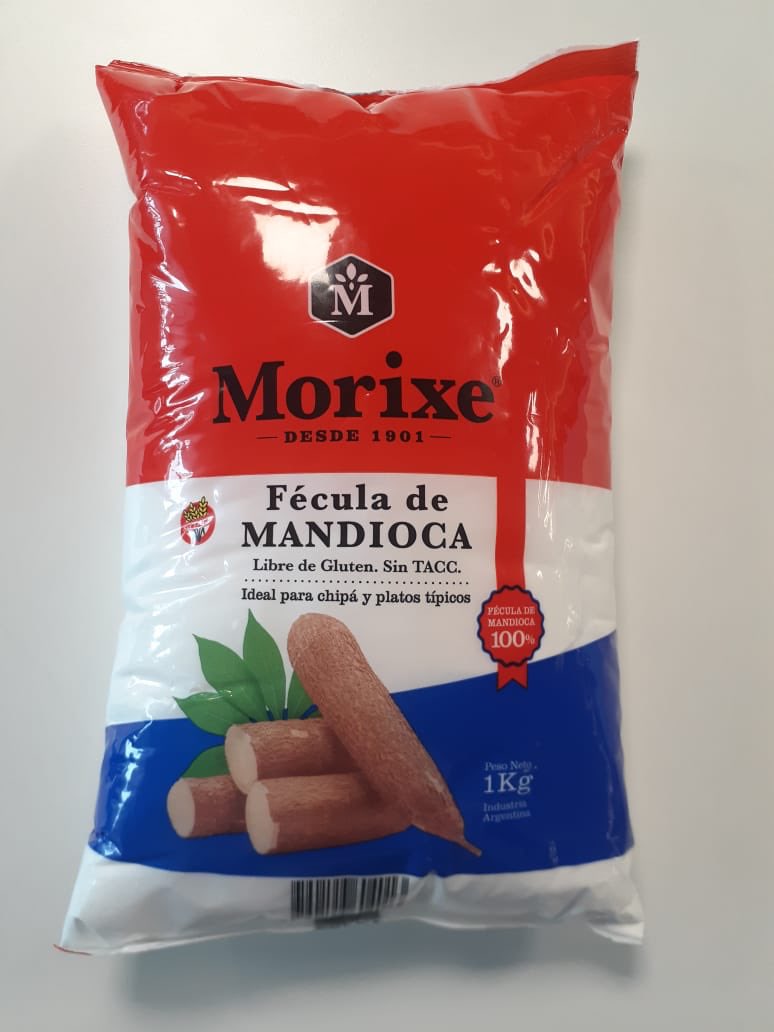 M
Morixe®
DESDE 1901
Fécula de
MANDIOCA
Libre de Gluten. Sin TACC.
Ideal para chipá y platos típicos
FÉCULA DE
MANDIOCA
100%
Peso Neto
1Kg
Industria
Argentina